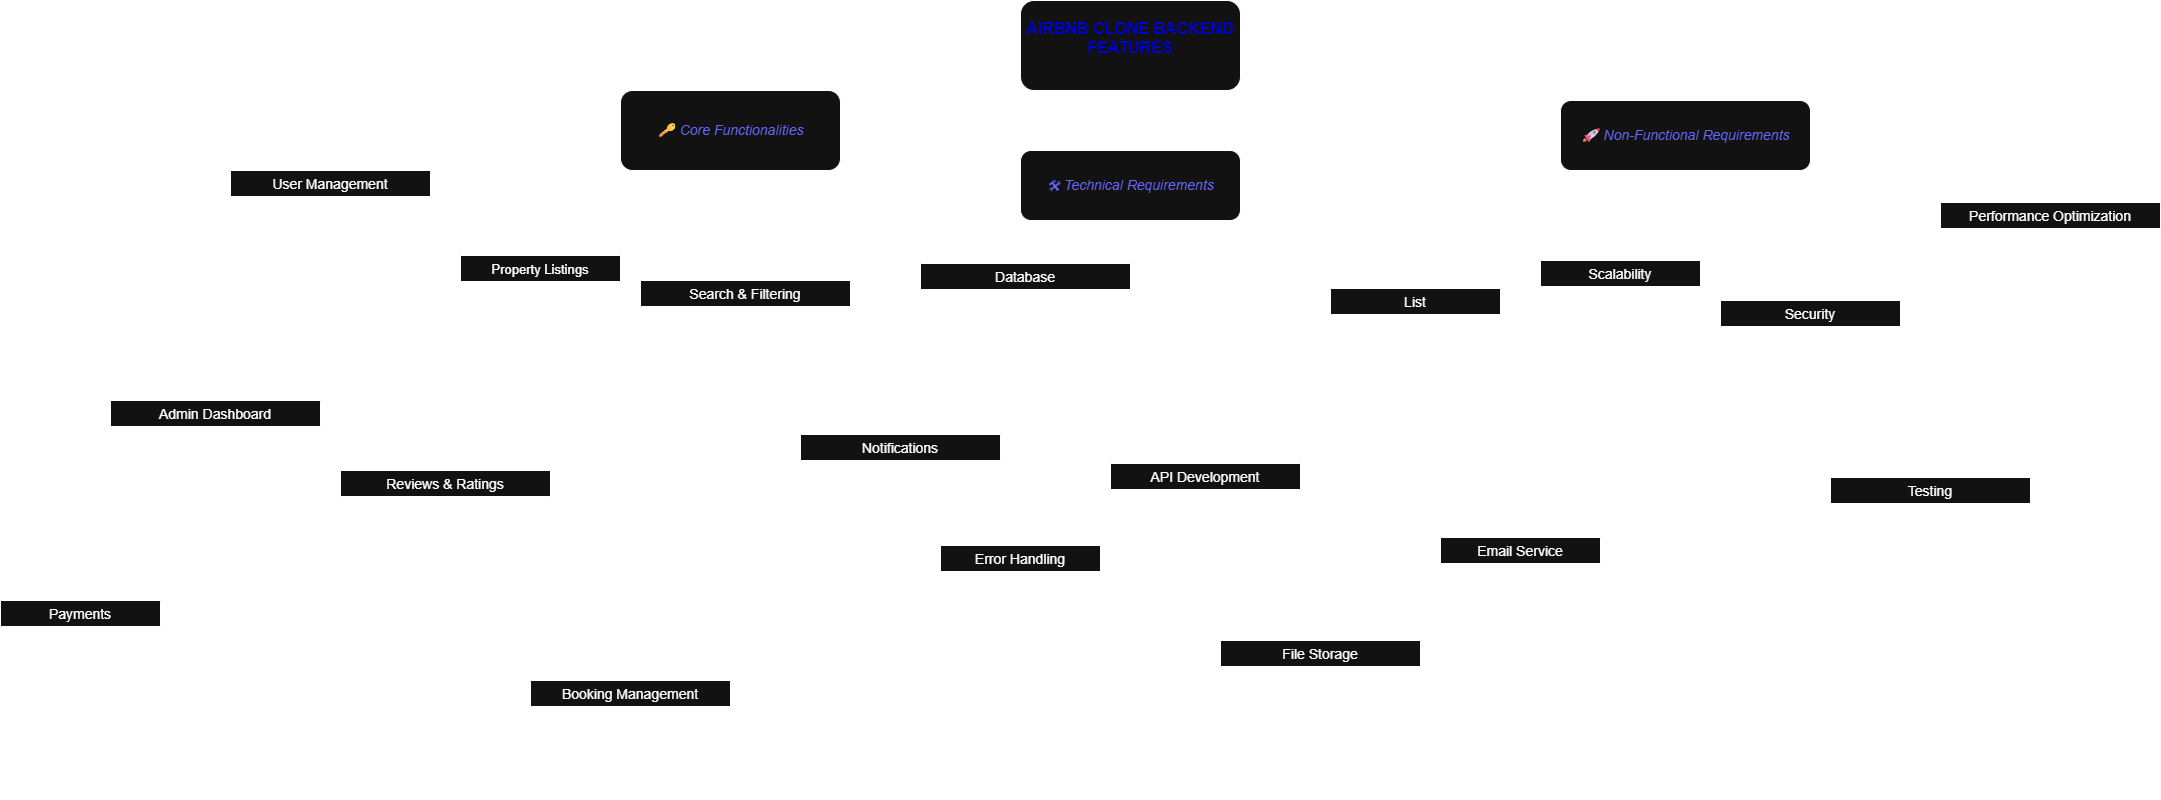 AIRBNB CLONE BACKEND
FEATURES
🔑 Core Functionalities
🚀 Non-Functional Requirements
🛠 Technical Requirements
User Management
Performance Optimization
Property Listings
Search & Filtering
Database
List
Scalability
Security
Admin Dashboard
Reviews & Ratings
Notifications
API Development
Testing
Error Handling
Email Service
Payments
File Storage
Booking Management